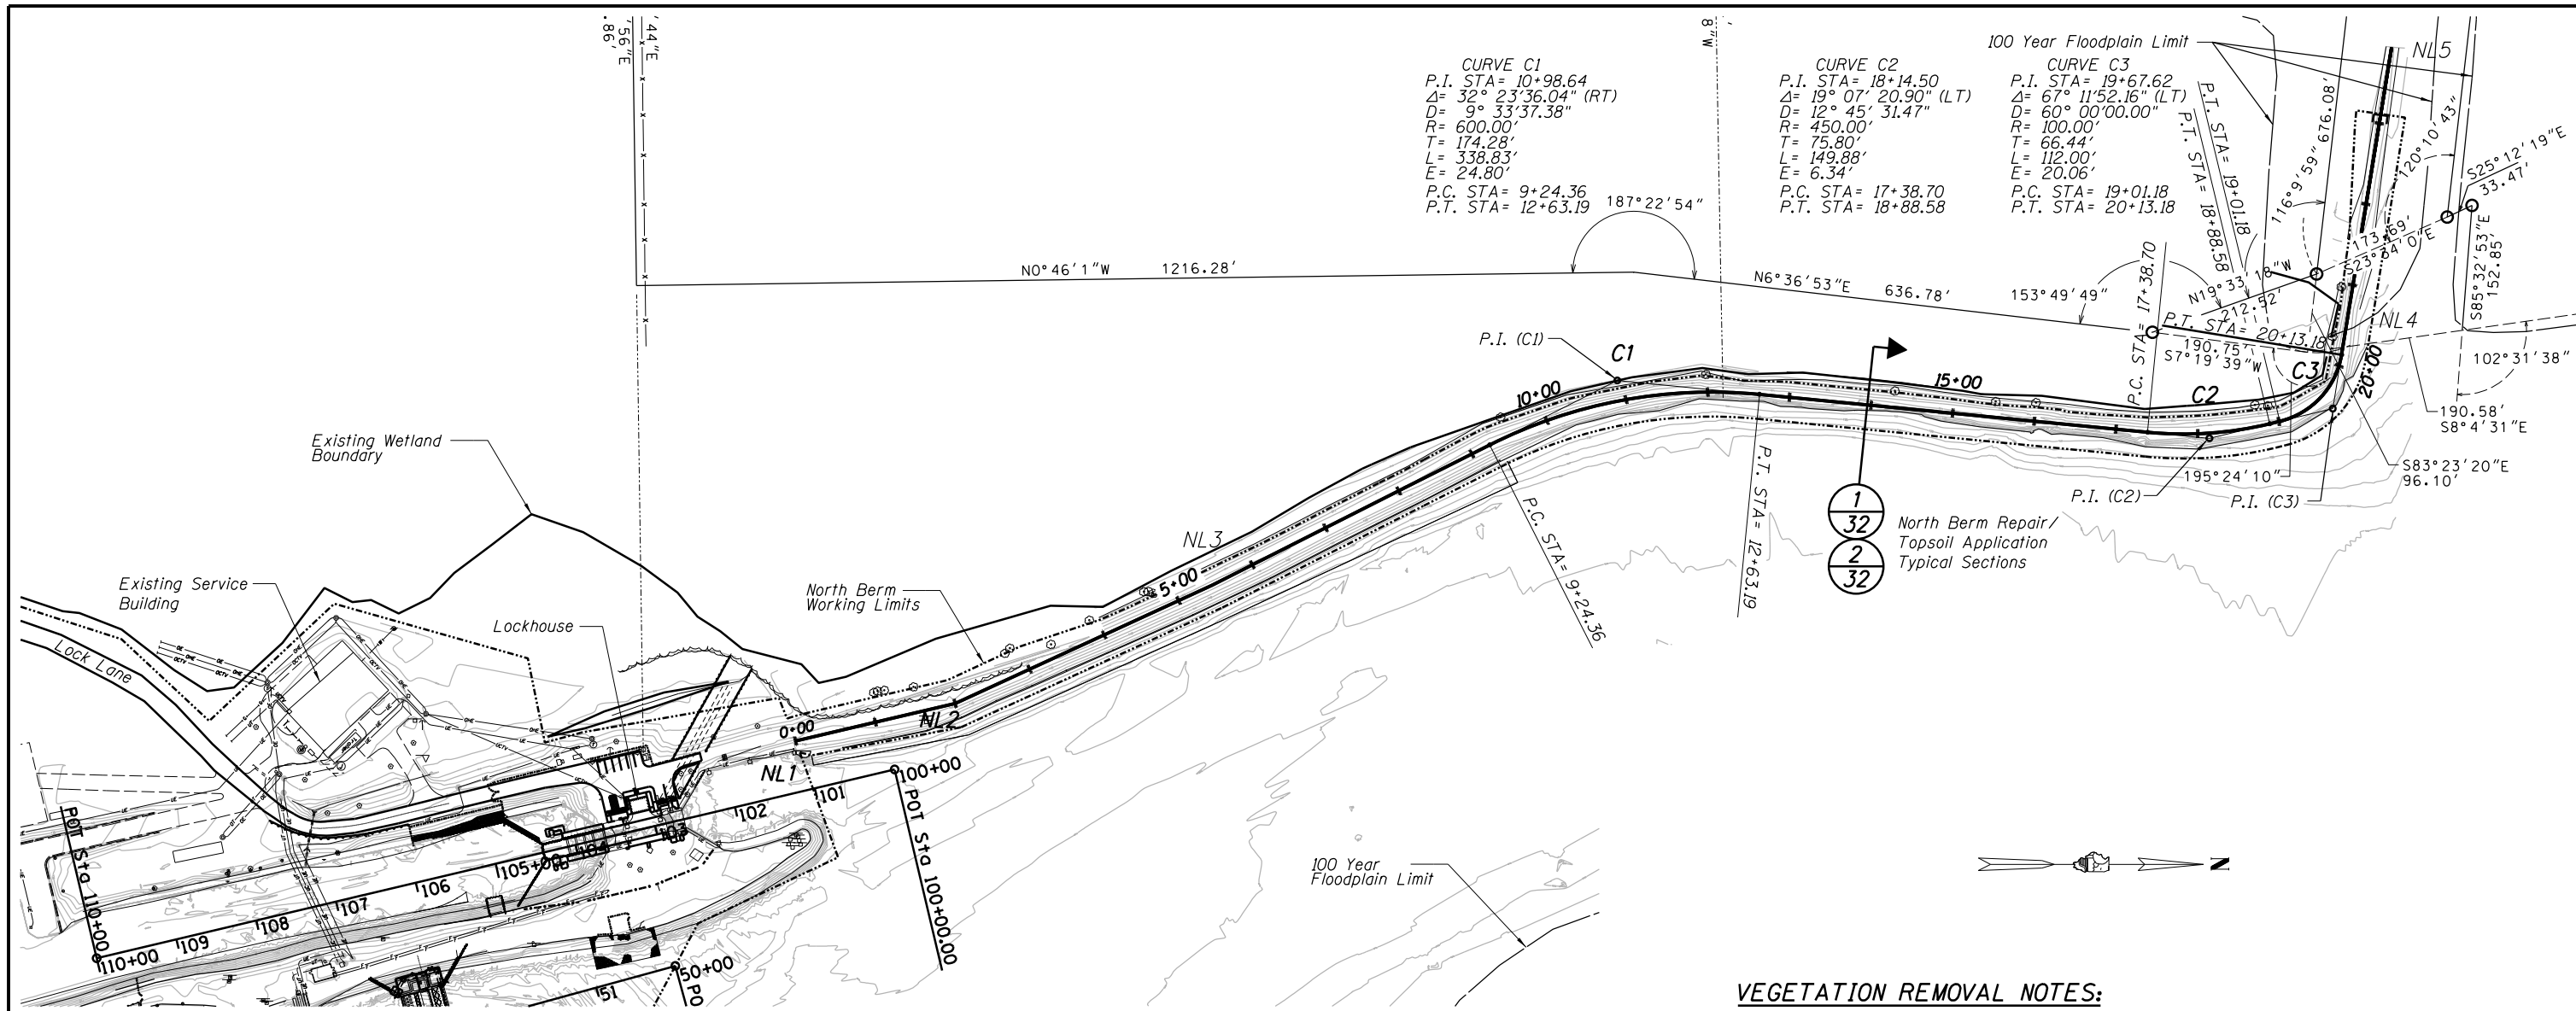 '44"E
'56"E
.86'
8"W
100 Year Floodplain Limit
NL5
CURVE C1
P.I. STA= 10+98.64
Δ= 32° 23'36.04" (RT)
D= 9° 33'37.38"
R= 600.00'
T= 174.28'
L= 338.83'
E= 24.80'
P.C. STA= 9+24.36
P.T. STA= 12+63.19
CURVE C2
P.I. STA= 18+14.50
Δ= 19° 07' 20.90" (LT)
D= 12° 45' 31.47"
R= 450.00'
T= 75.80'
L= 149.88'
E= 6.34'
P.C. STA= 17+38.70
P.T. STA= 18+88.58
CURVE C3
P.I. STA= 19+67.62
Δ= 67° 11'52.16" (LT)
D= 60° 00'00.00"
R= 100.00'
T= 66.44'
L= 112.00'
E= 20.06'
P.C. STA= 19+01.18
P.T. STA= 20+13.18
P.T. STA= 19+01.18
P.T. STA= 18+88.58
116°9'59"
676.08'
120°10'43"
S25°12'19"E
33.47'
173.69'
S23°34'0"E
S85°32'53"E
152.85'
187°22'54"
N0°46'1"W 1216.28'
N6°36'53"E 636.78'
153°49'49"
P.C. STA= 17+38.70
N19°33'18"W
212.52'
P.T. STA= 20+13.18
190.75'
S7°19'39"W
NL4
102°31'38"
P.I. (C1)
C1
10+00
15+00
C2
C3
20+00
190.58'
S8°4'31"E
S83°23'20"E
96.10'
195°24'10"
P.I. (C2)
P.I. (C3)
Existing Wetland
Boundary
NL3
P.C. STA= 9+24.36
P.T. STA= 12+63.19
1
32
2
32
North Berm Repair/
Topsoil Application
Typical Sections
Existing Service
Building
North Berm
Working Limits
5+00
Lockhouse
Lock Lane
0+00
NL2
NL1
100+00
101
102
103
104
105+00
106
107
108
109
110+00
POT Sta 110+00
POT Sta 100+00.00
50+00
51
PO
100 Year
Floodplain Limit
N
VEGETATION REMOVAL NOTES: